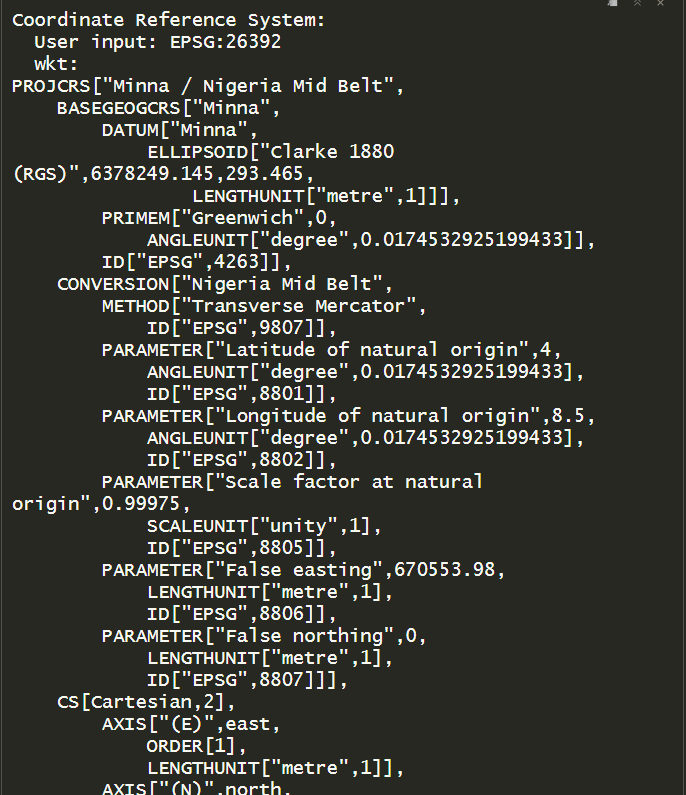 Coordinate Reference System:
  User input: EPSG:26392
  wkt:
PROJCRS["Minna / Nigeria Mid Belt",
    BASEGEOGCRS["Minna",
        DATUM["Minna",
            ELLIPSOID["Clarke 1880
(RGS)",6378249.145,293.465,
                LENGTHUNIT["metre",1]]],
        PRIMEM["Greenwich",0,
            ANGLEUNIT["degree",0.0174532925199433]],
        ID["EPSG",4263]],
    CONVERSION["Nigeria Mid Belt",
        METHOD["Transverse Mercator",
            ID["EPSG",9807]],
        PARAMETER["Latitude of natural origin",4,
            ANGLEUNIT["degree",0.0174532925199433],
            ID["EPSG",8801]],
        PARAMETER["Longitude of natural origin",8.5,
            ANGLEUNIT["degree",0.0174532925199433],
            ID["EPSG",8802]],
        PARAMETER["Scale factor at natural
origin",0.99975,
            SCALEUNIT["unity",1],
            ID["EPSG",8805]],
        PARAMETER["False easting",670553.98,
            LENGTHUNIT["metre",1],
            ID["EPSG",8806]],
        PARAMETER["False northing",0,
            LENGTHUNIT["metre",1],
            ID["EPSG",8807]]],
    CS[Cartesian,2],
        AXIS["(E)",east,
            ORDER[1],
            LENGTHUNIT["metre",1]],
        AXIS["(N)",north,